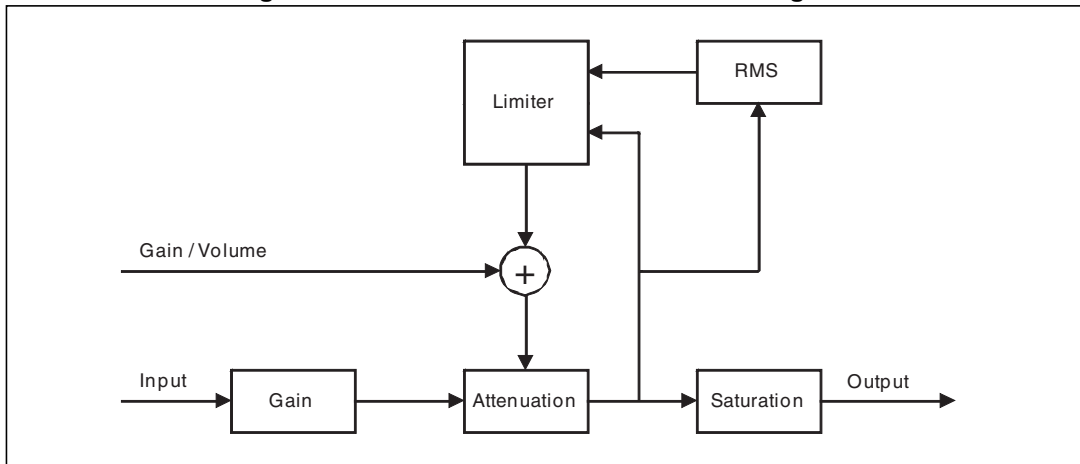 RMS
Limiter
Gain / Volume
+
Input
Output
Gain
Attenuation
Saturation